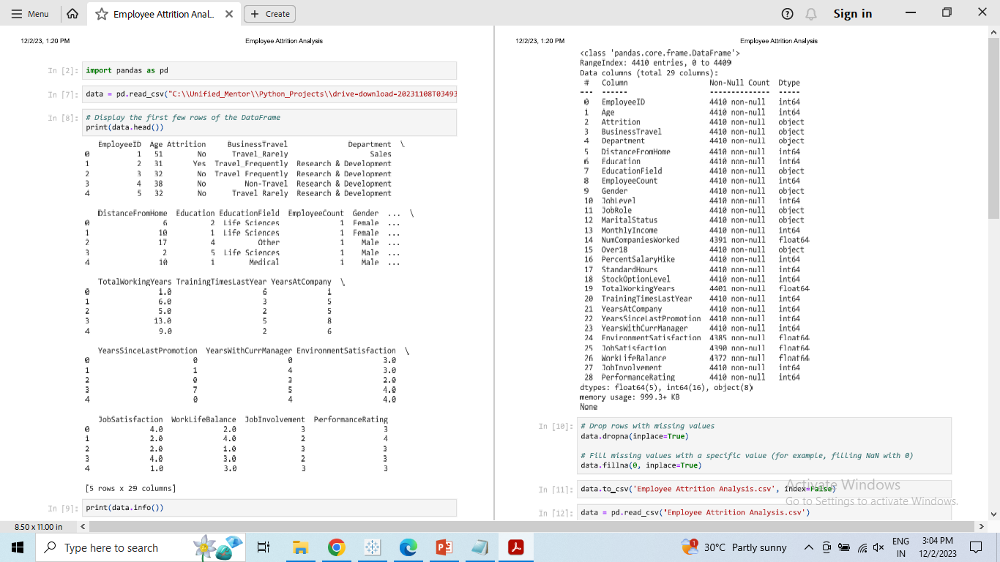 Menu
Employee Attrition Anal...
+ Create
Sign in
12/2/23, 1:20 PM
Employee Attrition Analysis
In [2]: import pandas as pd
In [7]: data = pd.read_csv("C:\\Unified_Mentor\\Python_Projects\\drive-download-20231108T03493
In [8]: # Display the first few rows of the DataFrame
print(data.head())
EmployeeID Age Attrition BusinessTravel Department \
0 1 51 No Travel_Rarely Sales
1 2 31 Yes Travel_Frequently Research & Development
2 3 32 No Travel_Frequently Research & Development
3 4 38 No Non-Travel Research & Development
4 5 32 No Travel_Rarely Research & Development
DistanceFromHome Education EducationField EmployeeCount Gender ... \
0 6 2 Life Sciences 1 Female ...
1 10 1 Life Sciences 1 Female ...
2 17 4 Other 1 Male ...
3 2 5 Life Sciences 1 Male ...
4 10 1 Medical 1 Male ...
TotalWorkingYears TrainingTimesLastYear YearsAtCompany \
0 1.0 6 1
1 6.0 3 5
2 5.0 2 5
3 13.0 5 8
4 9.0 2 6
YearsSinceLastPromotion YearsWithCurrManager EnvironmentSatisfaction \
0 0 0 3.0
1 1 4 3.0
2 0 3 2.0
3 7 5 4.0
4 0 4 4.0
JobSatisfaction WorkLifeBalance JobInvolvement PerformanceRating
0 4.0 2.0 3 3
1 2.0 4.0 2 4
2 2.0 1.0 3 3
3 4.0 3.0 2 3
4 1.0 3.0 3 3
[5 rows x 29 columns]
In [9]: print(data.info())
12/2/23, 1:20 PM
Employee Attrition Analysis
<class 'pandas.core.frame.DataFrame'>
RangeIndex: 4410 entries, 0 to 4409
Data columns (total 29 columns):
# Column Non-Null Count Dtype
--- ------ -------------- -----
0 EmployeeID 4410 non-null int64
1 Age 4410 non-null int64
2 Attrition 4410 non-null object
3 BusinessTravel 4410 non-null object
4 Department 4410 non-null object
5 DistanceFromHome 4410 non-null int64
6 Education 4410 non-null int64
7 EducationField 4410 non-null object
8 EmployeeCount 4410 non-null int64
9 Gender 4410 non-null object
10 JobLevel 4410 non-null int64
11 JobRole 4410 non-null object
12 MaritalStatus 4410 non-null object
13 MonthlyIncome 4410 non-null int64
14 NumCompaniesWorked 4391 non-null float64
15 Over18 4410 non-null object
16 PercentSalaryHike 4410 non-null int64
17 StandardHours 4410 non-null int64
18 StockOptionLevel 4410 non-null int64
19 TotalWorkingYears 4401 non-null float64
20 TrainingTimesLastYear 4410 non-null int64
21 YearsAtCompany 4410 non-null int64
22 YearsSinceLastPromotion 4410 non-null int64
23 YearsWithCurrManager 4410 non-null int64
24 EnvironmentSatisfaction 4385 non-null float64
25 JobSatisfaction 4390 non-null float64
26 WorkLifeBalance 4372 non-null float64
27 JobInvolvement 4410 non-null int64
28 PerformanceRating 4410 non-null int64
dtypes: float64(5), int64(16), object(8)
memory usage: 999.3+ KB
None
In [10]: # Drop rows with missing values
data.dropna(inplace=True)
# Fill missing values with a specific value (for example, filling NaN with 0)
data.fillna(0, inplace=True)
In [11]: data.to_csv('Employee Attrition Analysis.csv', index=False)
In [12]: data = pd.read_csv('Employee Attrition Analysis.csv')
Activate Windows
Go to Settings to activate Windows.
8.50 x 11.00 in
Type here to search
1
30°C Partly sunny
ENG
IN
3:04 PM
12/2/2023